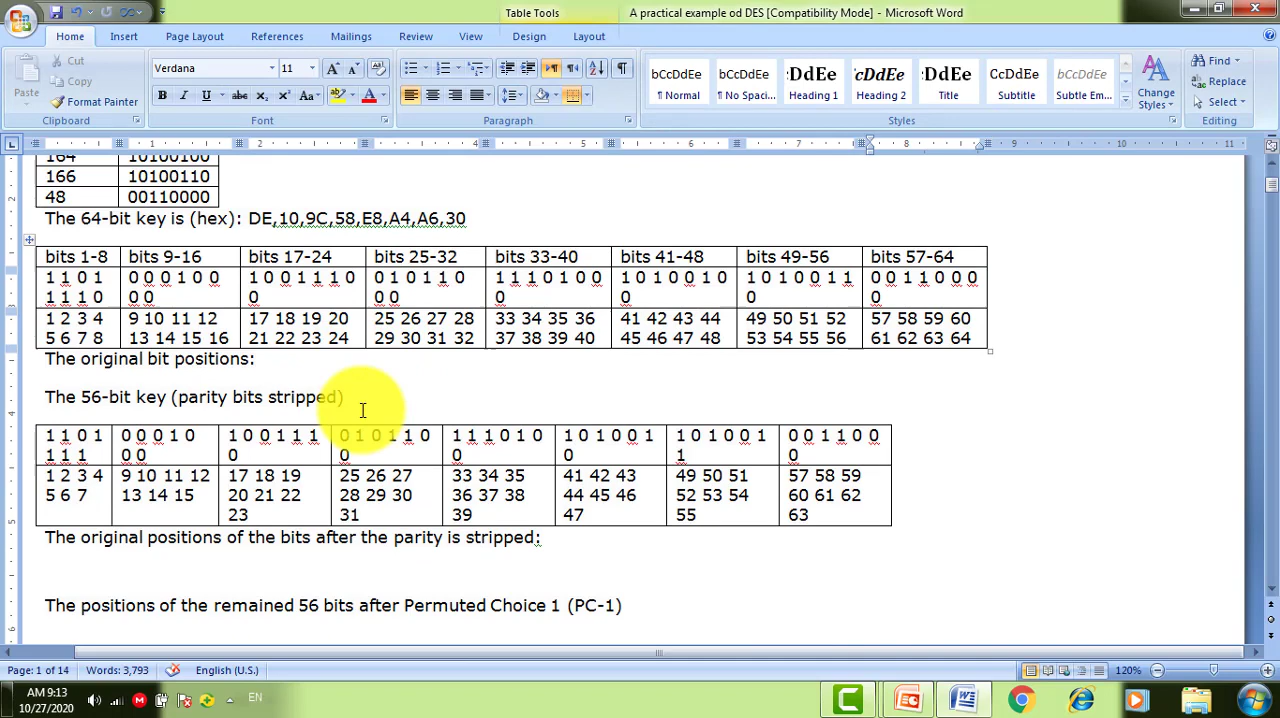 Table Tools
A practical example od DES [Compatibility Mode] - Microsoft Word
Home Insert Page Layout References Mailings Review View Design Layout
Paste
Cut
Copy
Format Painter
Clipboard
Verdana 11
B I U abc x₂ x² Aa
Font
Paragraph
bCcDdEe bCcDdEe :DdEe :cDdEe :DdEe CcDdEe bCcDdEe
¶ Normal ¶ No Spaci... Heading 1 Heading 2 Title Subtitle Subtle Em...
Change Styles
Styles
Find
Replace
Select
Editing
1 2 4 5 6 7 8 9 10 11
164 10100100
166 10100110
48 00110000
The 64-bit key is (hex): DE,10,9C,58,E8,A4,A6,30
bits 1-8 bits 9-16 bits 17-24 bits 25-32 bits 33-40 bits 41-48 bits 49-56 bits 57-64
1 1 0 1 0 0 0 1 0 0 1 0 0 1 1 1 0 0 1 0 1 1 0 1 1 1 0 1 0 0 1 0 1 0 0 1 0 1 0 1 0 0 1 1 0 0 1 1 0 0 0
1 1 1 0 0 0 0 0 0 0 0 0 0
1 2 3 4 9 10 11 12 17 18 19 20 25 26 27 28 33 34 35 36 41 42 43 44 49 50 51 52 57 58 59 60
5 6 7 8 13 14 15 16 21 22 23 24 29 30 31 32 37 38 39 40 45 46 47 48 53 54 55 56 61 62 63 64
The original bit positions:
The 56-bit key (parity bits stripped)
1 1 0 1 0 0 0 1 0 1 0 0 1 1 1 0 1 0 1 1 0 1 1 1 0 1 0 1 0 1 0 0 1 1 0 1 0 0 1 0 0 1 1 0 0
1 1 1 0 0 0 0 0 0 1 0
1 2 3 4 9 10 11 12 17 18 19 25 26 27 33 34 35 41 42 43 49 50 51 57 58 59
5 6 7 13 14 15 20 21 22 28 29 30 36 37 38 44 45 46 52 53 54 60 61 62
23 31 39 47 55 63
The original positions of the bits after the parity is stripped:
The positions of the remained 56 bits after Permuted Choice 1 (PC-1)
Page: 1 of 14 Words: 3,793 English (U.S.) 120%
AM 9:13 EN
10/27/2020